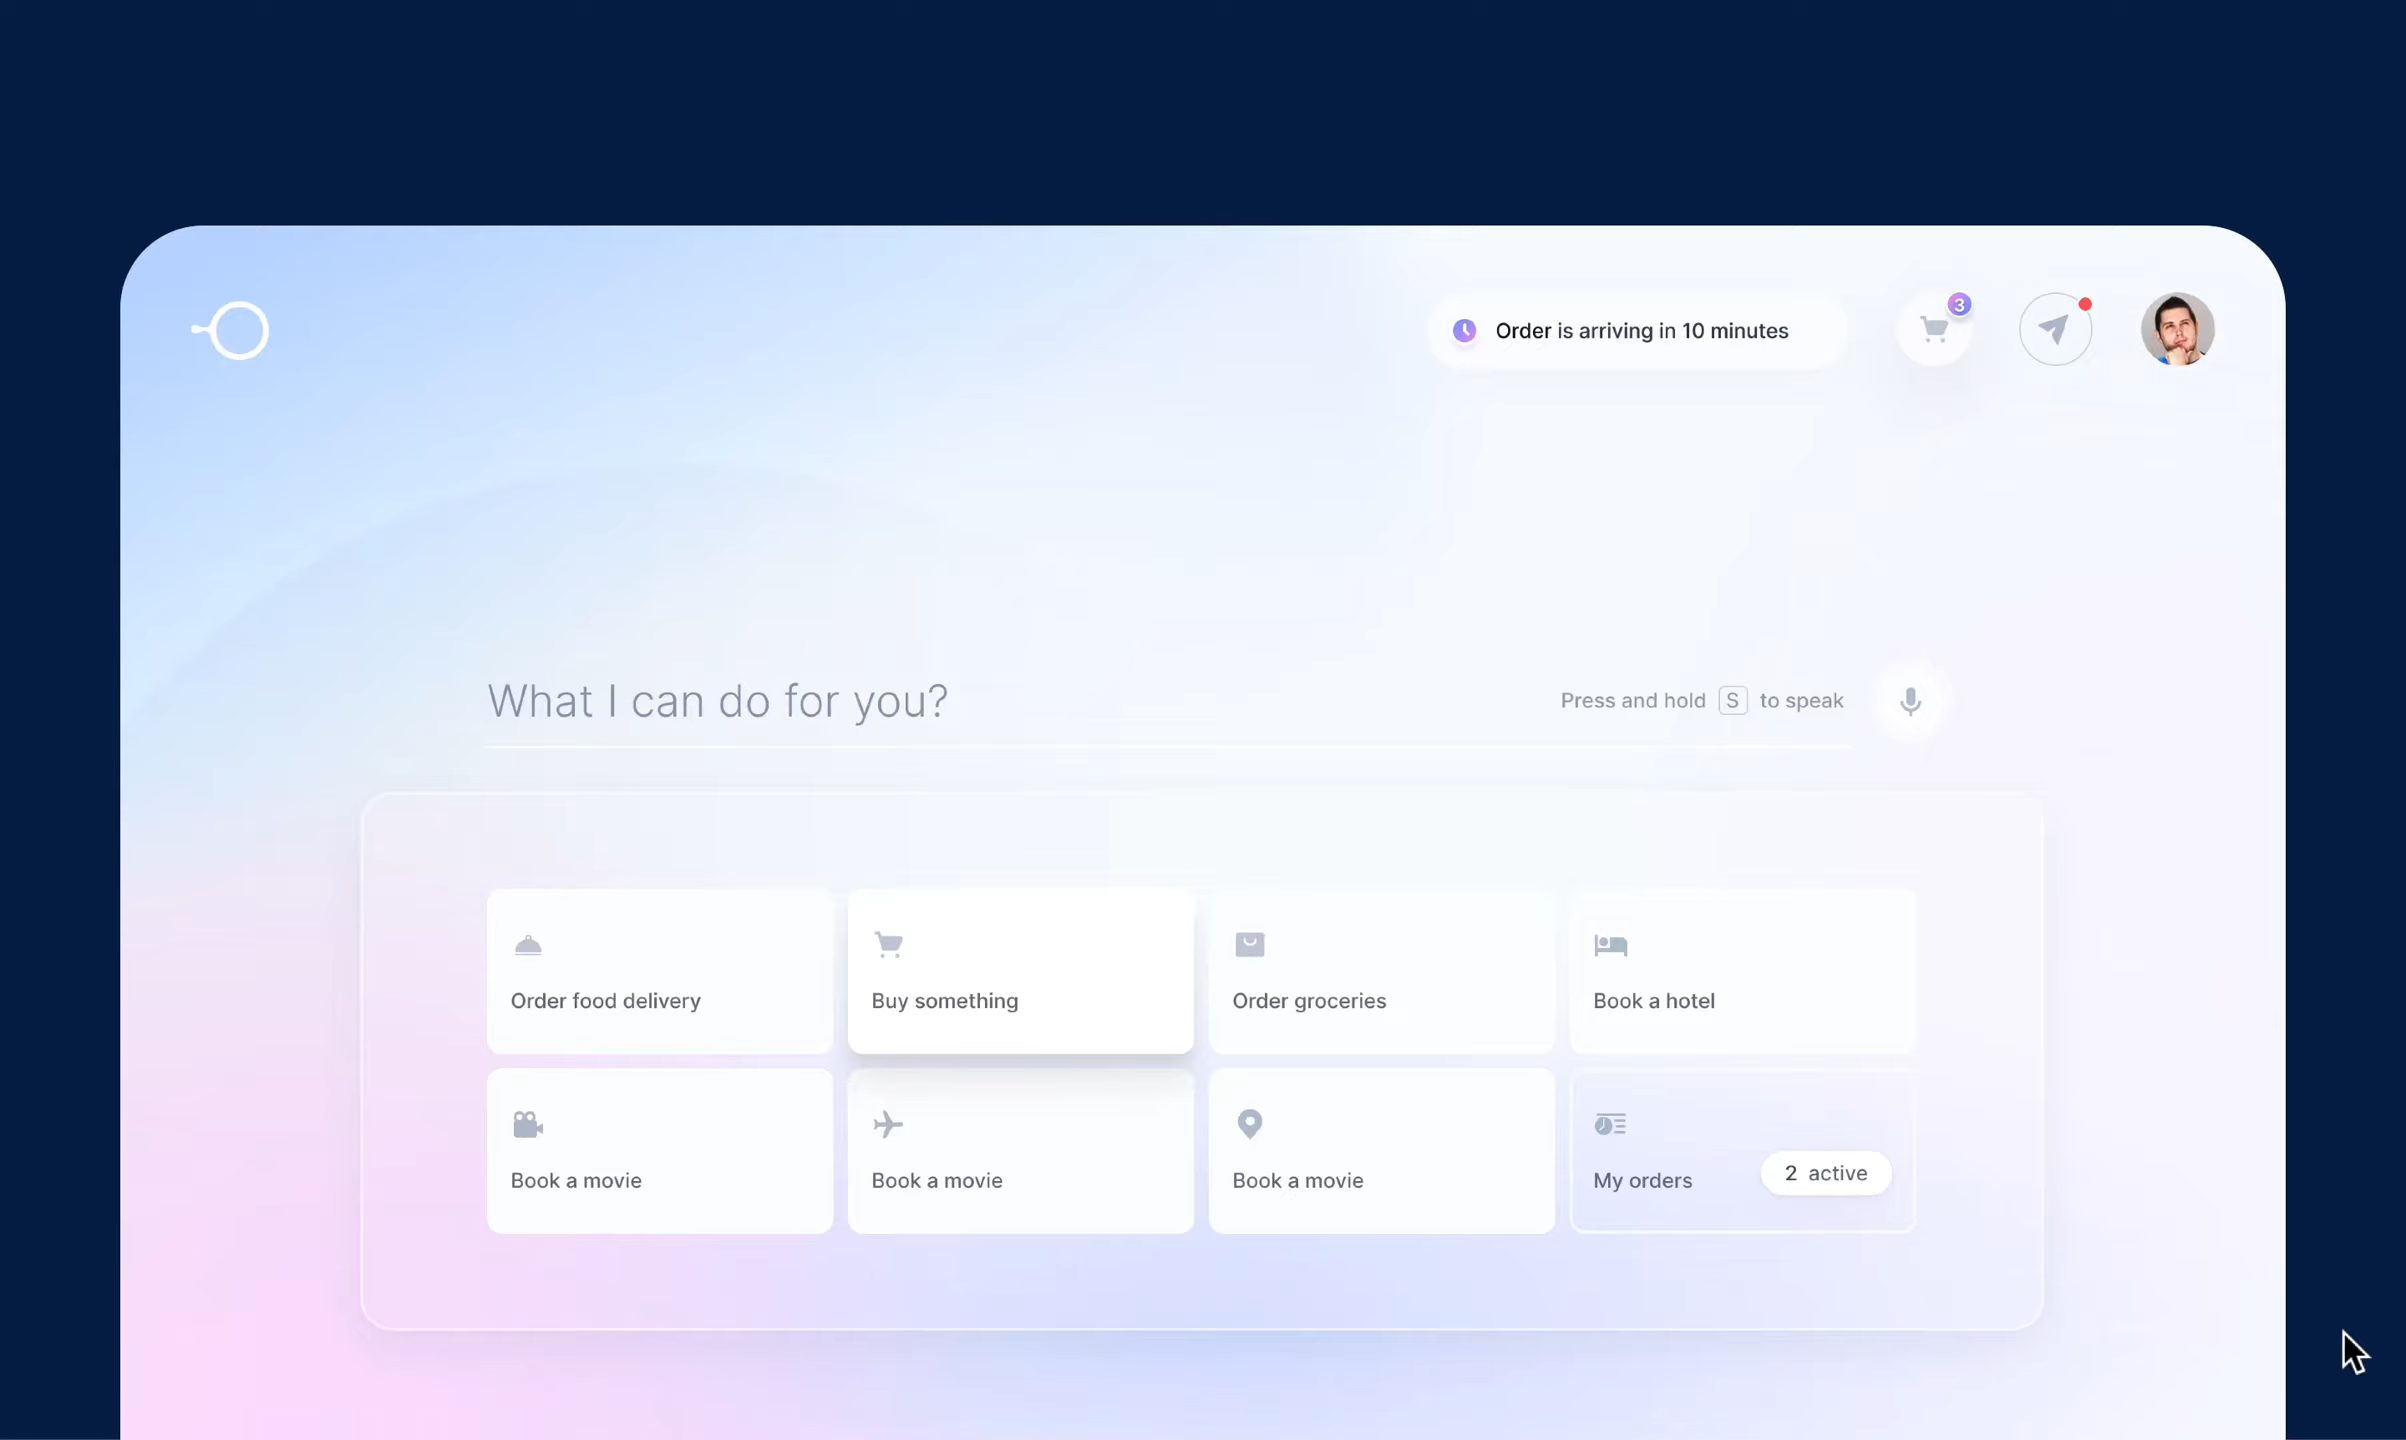 Order is arriving in 10 minutes
3
What I can do for you?
Press and hold S to speak
Order food delivery
Buy something
Order groceries
Book a hotel
Book a movie
Book a movie
Book a movie
My orders
2 active